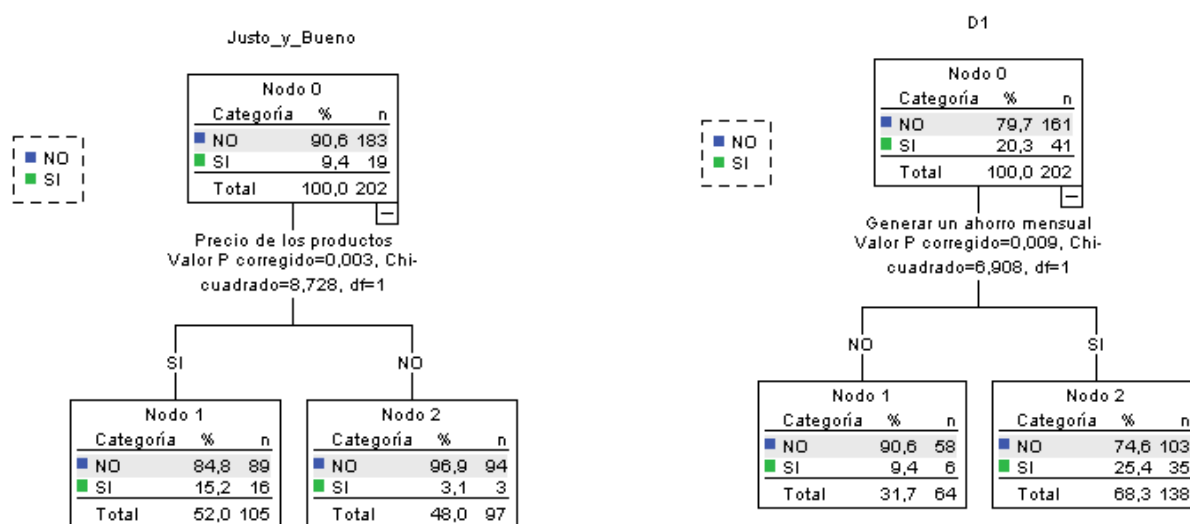 Justo_y_Bueno
NO
SI
Nodo 0
Categoría % n
NO 90,6 183
SI 9,4 19
Total 100,0 202
Precio de los productos
Valor P corregido=0,003, Chi-
cuadrado=8,728, df=1
SI
NO
Nodo 1
Categoría % n
NO 84,8 89
SI 15,2 16
Total 52,0 105
Nodo 2
Categoría % n
NO 96,9 94
SI 3,1 3
Total 48,0 97
D1
NO
SI
Nodo 0
Categoría % n
NO 79,7 161
SI 20,3 41
Total 100,0 202
Generar un ahorro mensual
Valor P corregido=0,009, Chi-
cuadrado=6,908, df=1
NO
SI
Nodo 1
Categoría % n
NO 90,6 58
SI 9,4 6
Total 31,7 64
Nodo 2
Categoría % n
NO 74,6 103
SI 25,4 35
Total 68,3 138